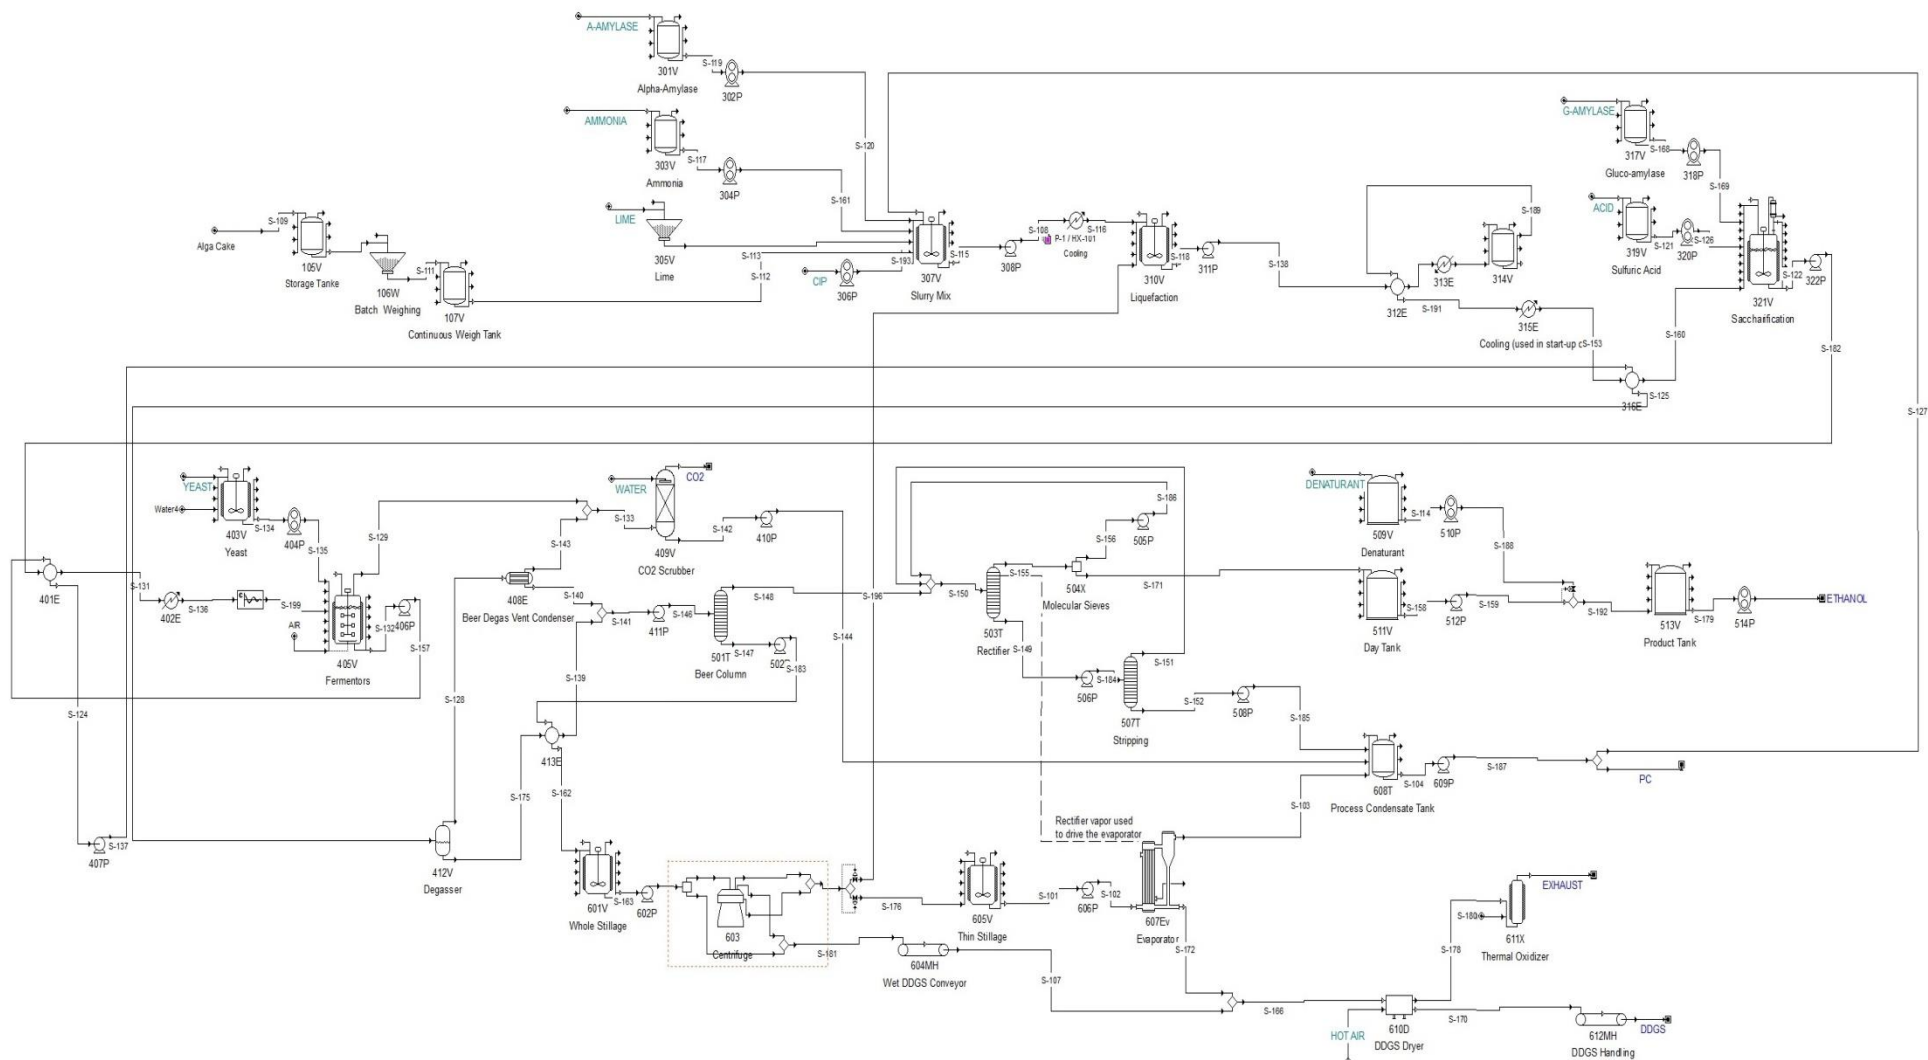 A-AMYLASE
S-119
301V
Alpha-Amylase
302P
AMMONIA
S-117
303V
Ammonia
304P
S-120
S-161
LIME
305V
Lime
S-109
Alga Cake
105V
Storage Tanke
106W
Batch Weighing
S-111
107V
Continuous Weigh Tank
S-113
S-112
CIP
306P
S-193
307V
Slurry Mix
S-115
308P
S-108
P-1 / HX-101
Cooling
S-116
310V
Liquefaction
S-118
311P
S-138
312E
313E
314V
S-189
S-191
315E
Cooling (used in start-up o
S-153
G-AMYLASE
317V
Gluco-amylase
S-168
318P
S-169
ACID
319V
Sulfuric Acid
S-121
320P
S-126
321V
Saccharification
S-122
322P
S-160
S-182
316E
S-125
S-127
YEAST
Water4
403V
Yeast
S-134
404P
S-135
S-129
401E
S-131
402E
S-136
S-199
AIR
405V
Fermentors
S-132
406P
S-157
S-124
407P
S-137
WATER
CO2
S-133
409V
CO2 Scrubber
S-142
410P
S-143
408E
Beer Degas Vent Condenser
S-140
S-141
411P
S-146
S-148
501T
Beer Column
S-147
502P
S-183
S-128
S-139
413E
S-175
S-162
412V
Degasser
S-196
S-144
S-150
503T
Rectifier
S-155
S-149
504X
Molecular Sieves
S-156
505P
S-186
S-171
506P
S-184
S-151
507T
Stripping
S-152
508P
S-185
DENATURANT
509V
Denaturant
S-114
510P
S-188
511V
Day Tank
S-158
512P
S-159
S-192
513V
Product Tank
S-179
514P
ETHANOL
608T
Process Condensate Tank
S-104
609P
S-187
PC
S-103
Rectifier vapor used
to drive the evaporator
601V
Whole Stillage
S-163
602P
603
Centrifuge
S-181
S-176
605V
Thin Stillage
S-101
606P
S-102
607Ev
Evaporator
S-172
604MH
Wet DDGS Conveyor
S-107
S-166
HOT AIR
610D
DDGS Dryer
S-178
S-170
S-180
611X
Thermal Oxidizer
EXHAUST
612MH
DDGS Handling
DDGS